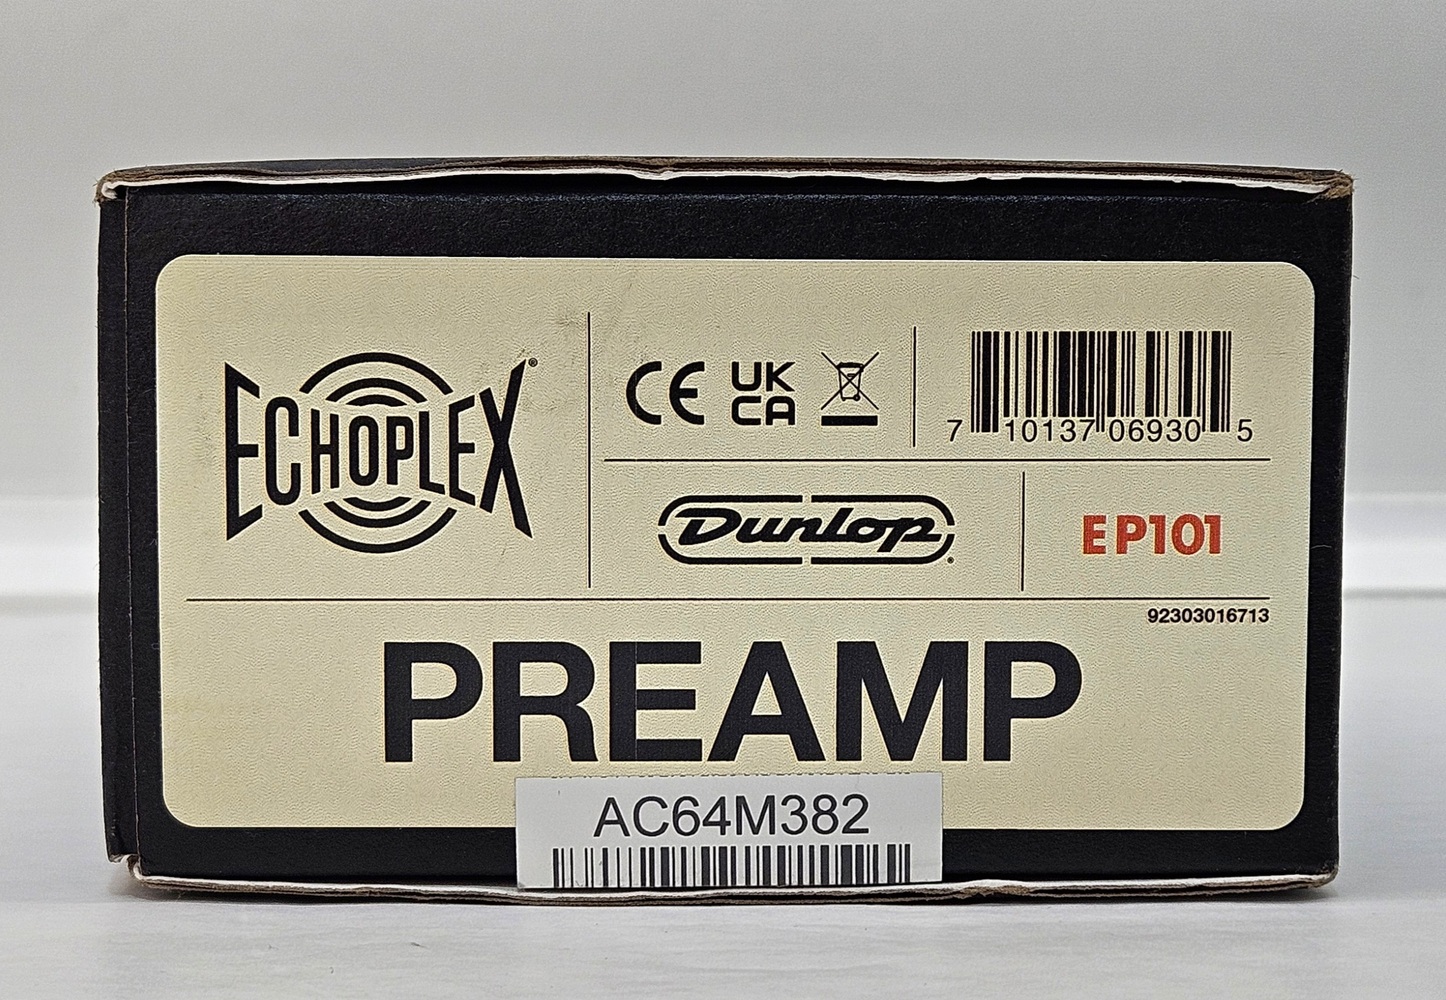 ECHOPLEX®
CE UK
CA
7 10137 06930 5
Dunlop®
EP101
92303016713
PREAMP
AC64M382